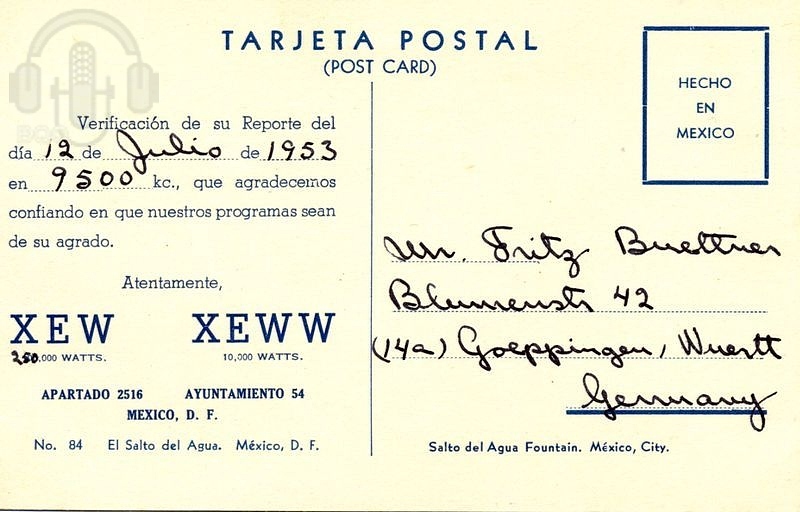 TARJETA POSTAL
(POST CARD)
HECHO
EN
MEXICO
Verificación de su Reporte del
día 12 de Julio de 1953
en 9500 kc., que agradecemos
confiando en que nuestros programas sean
de su agrado.
Atentamente,
XEW XEWW
250.000 WATTS. 10,000 WATTS.
APARTADO 2516 AYUNTAMIENTO 54
MEXICO, D. F.
No. 84 El Salto del Agua. México, D. F.
Mr. Fritz Buettner
Blumenstr 42
(14a) Goeppingen, Wuertt
Germany
Salto del Agua Fountain. México, City.